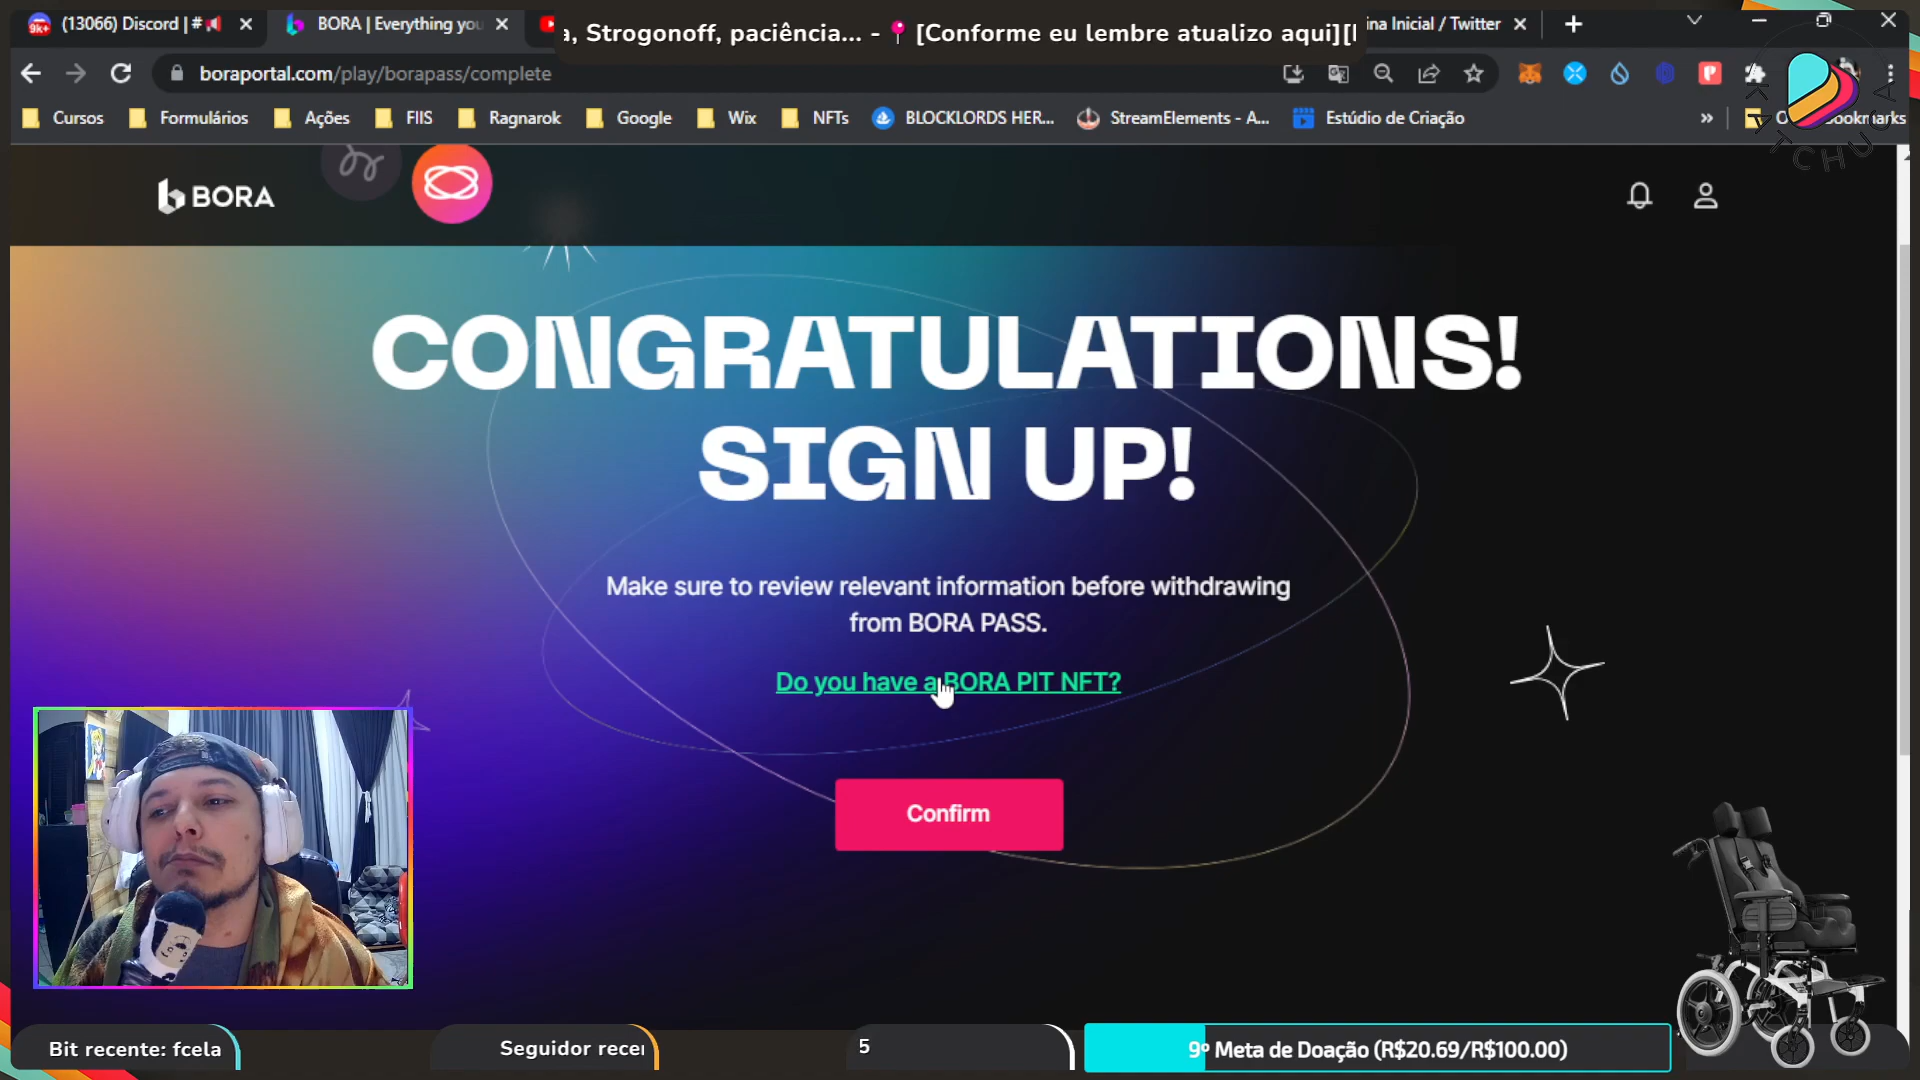 (13066) Discord | #
BORA | Everything you
a, Strogonoff, paciência... - 📍 [Conforme eu lembre atualizo aqui][
ina Inicial / Twitter
9k+
boraportal.com/play/borapass/complete
Cursos
Formulários
Ações
FIIS
Ragnarok
Google
Wix
NFTs
BLOCKLORDS HER...
StreamElements - A...
Estúdio de Criação
»
BORA
CONGRATULATIONS!
SIGN UP!
Make sure to review relevant information before withdrawing
from BORA PASS.
Do you have a BORA PIT NFT?
Confirm
Bit recente: fcela
Seguidor recen
5
9º Meta de Doação (R$20.69/R$100.00)